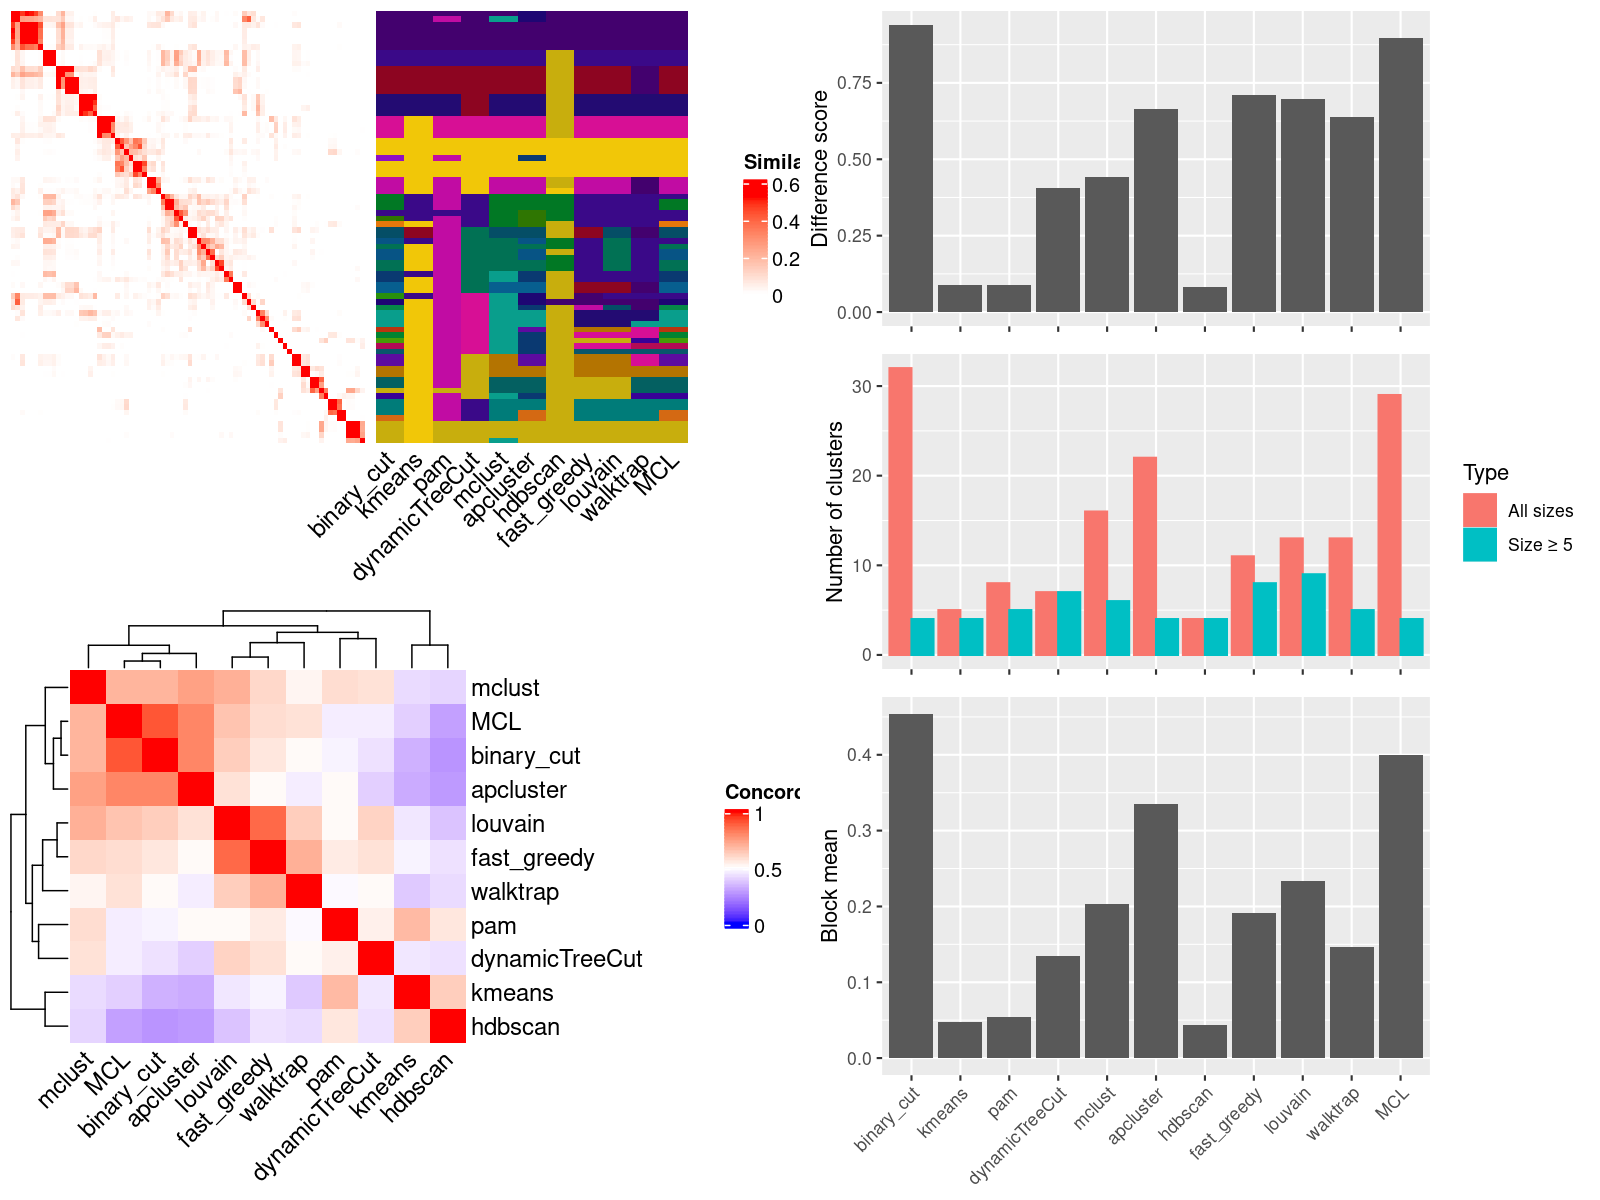 Simila
0.6
0.4
0.2
0
binary_cut
kmeans
pam
dynamicTreeCut
mclust
apcluster
hdbscan
fast_greedy
louvain
walktrap
MCL
mclust
MCL
binary_cut
apcluster
louvain
fast_greedy
walktrap
pam
dynamicTreeCut
kmeans
hdbscan
Concord
1
0.5
0
mclust
MCL
binary_cut
apcluster
louvain
fast_greedy
walktrap
pam
dynamicTreeCut
kmeans
hdbscan
Difference score
0.75
0.50
0.25
0.00
Number of clusters
30
20
10
0
Type
All sizes
Size ≥ 5
Block mean
0.4
0.3
0.2
0.1
0.0
binary_cut
kmeans
pam
dynamicTreeCut
mclust
apcluster
hdbscan
fast_greedy
louvain
walktrap
MCL